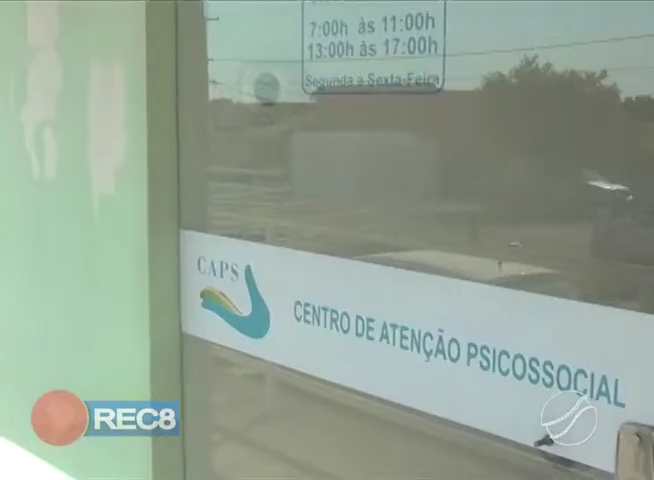 7:00h às 11:00h
13:00h às 17:00h
Segunda a Sexta-Feira
CAPS
CENTRO DE ATENÇÃO PSICOSSOCIAL
REC8